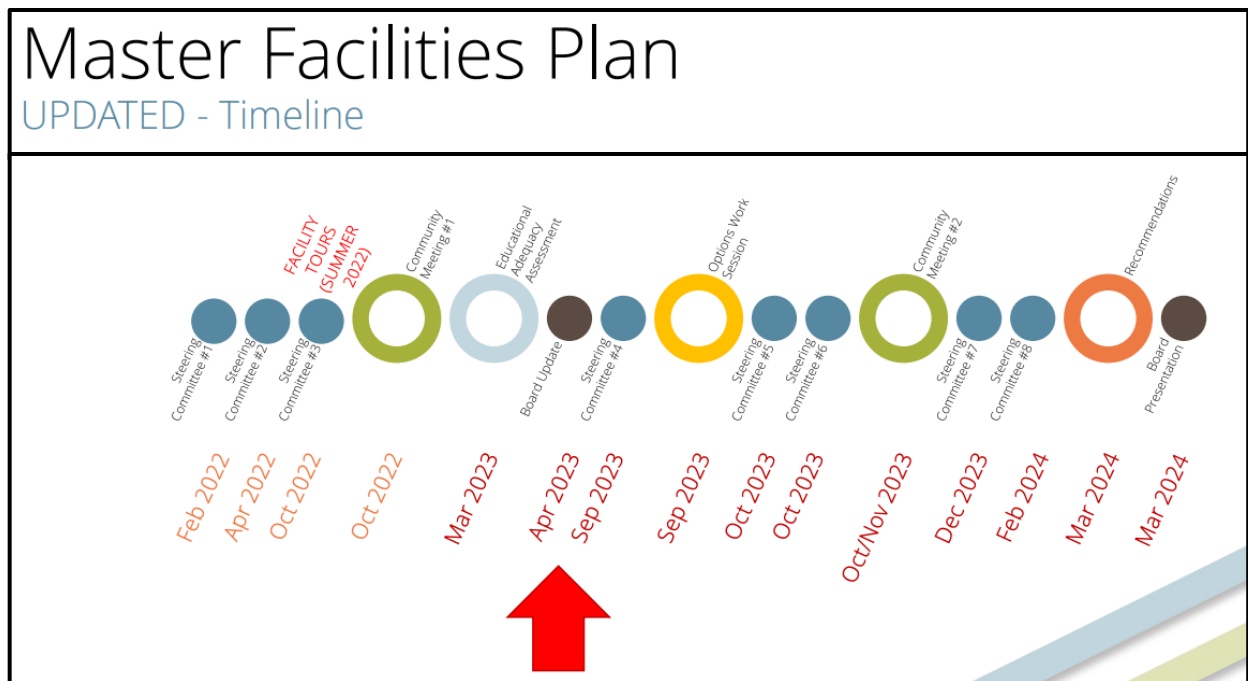 Master Facilities Plan
UPDATED - Timeline
FACILITY
TOURS
(SUMMER
2022)
Community
Meeting #1
Educational
Adequacy
Assessment
Options Work
Session
Community
Meeting #2
Recommendations
Steering
Committee #1
Steering
Committee #2
Steering
Committee #3
Board Update
Steering
Committee #4
Steering
Committee #5
Steering
Committee #6
Steering
Committee #7
Steering
Committee #8
Board
Presentation
Feb 2022
Apr 2022
Oct 2022
Oct 2022
Mar 2023
Apr 2023
Sep 2023
Sep 2023
Oct 2023
Oct 2023
Oct/Nov 2023
Dec 2023
Feb 2024
Mar 2024
Mar 2024